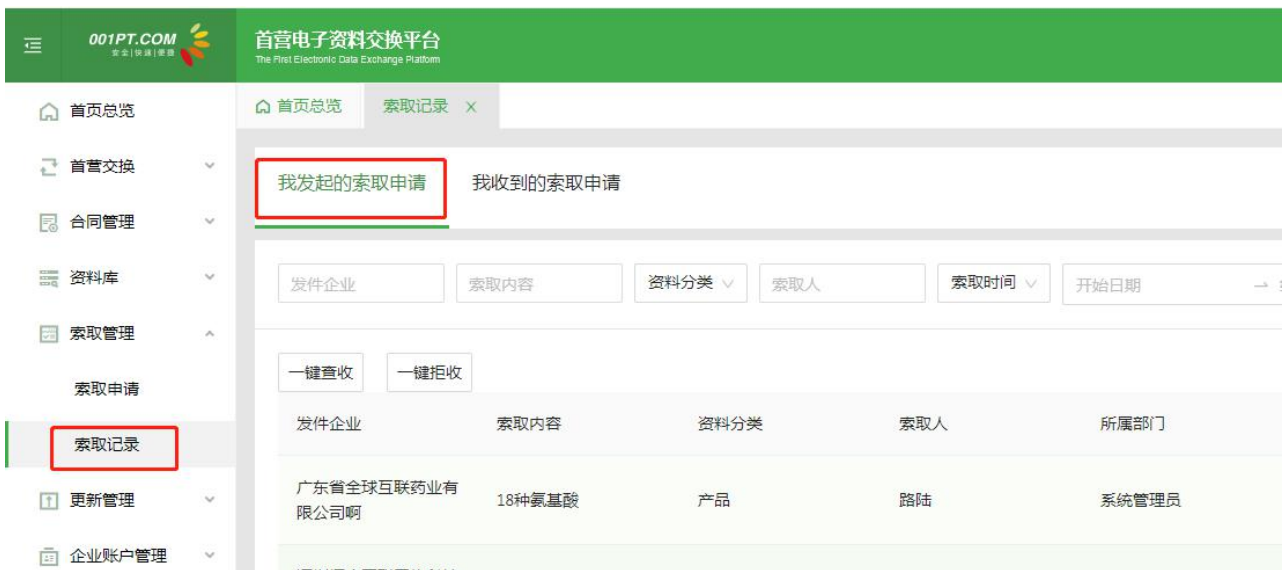 001PT.COM
安全|快速|便捷
首营电子资料交换平台
The First Electronic Data Exchange Platform
首页总览
首营交换
合同管理
资料库
索取管理
索取申请
索取记录
更新管理
企业账户管理
首页总览 索取记录 ×
我发起的索取申请 我收到的索取申请
发件企业 索取内容 资料分类 索取人 索取时间 开始日期 →
一键查收 一键拒收
发件企业 索取内容 资料分类 索取人 所属部门
广东省全球互联药业有 18种氨基酸 产品 路陆 系统管理员
限公司啊